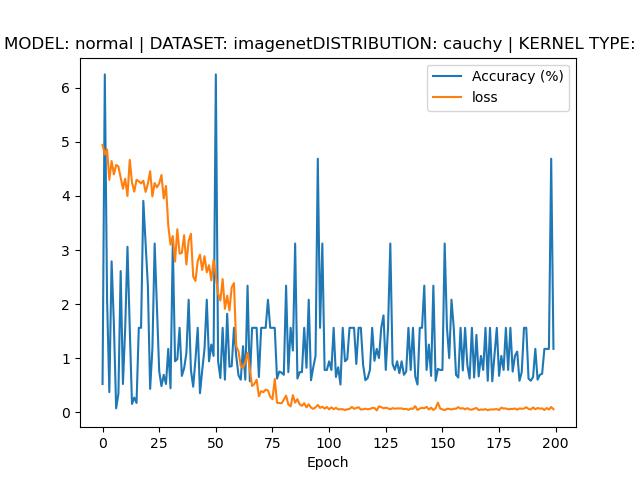 MODEL: normal | DATASET: imagenetDISTRIBUTION: cauchy | KERNEL TYPE:
Accuracy (%)
loss
6
5
4
3
2
1
0
0 25 50 75 100 125 150 175 200
Epoch